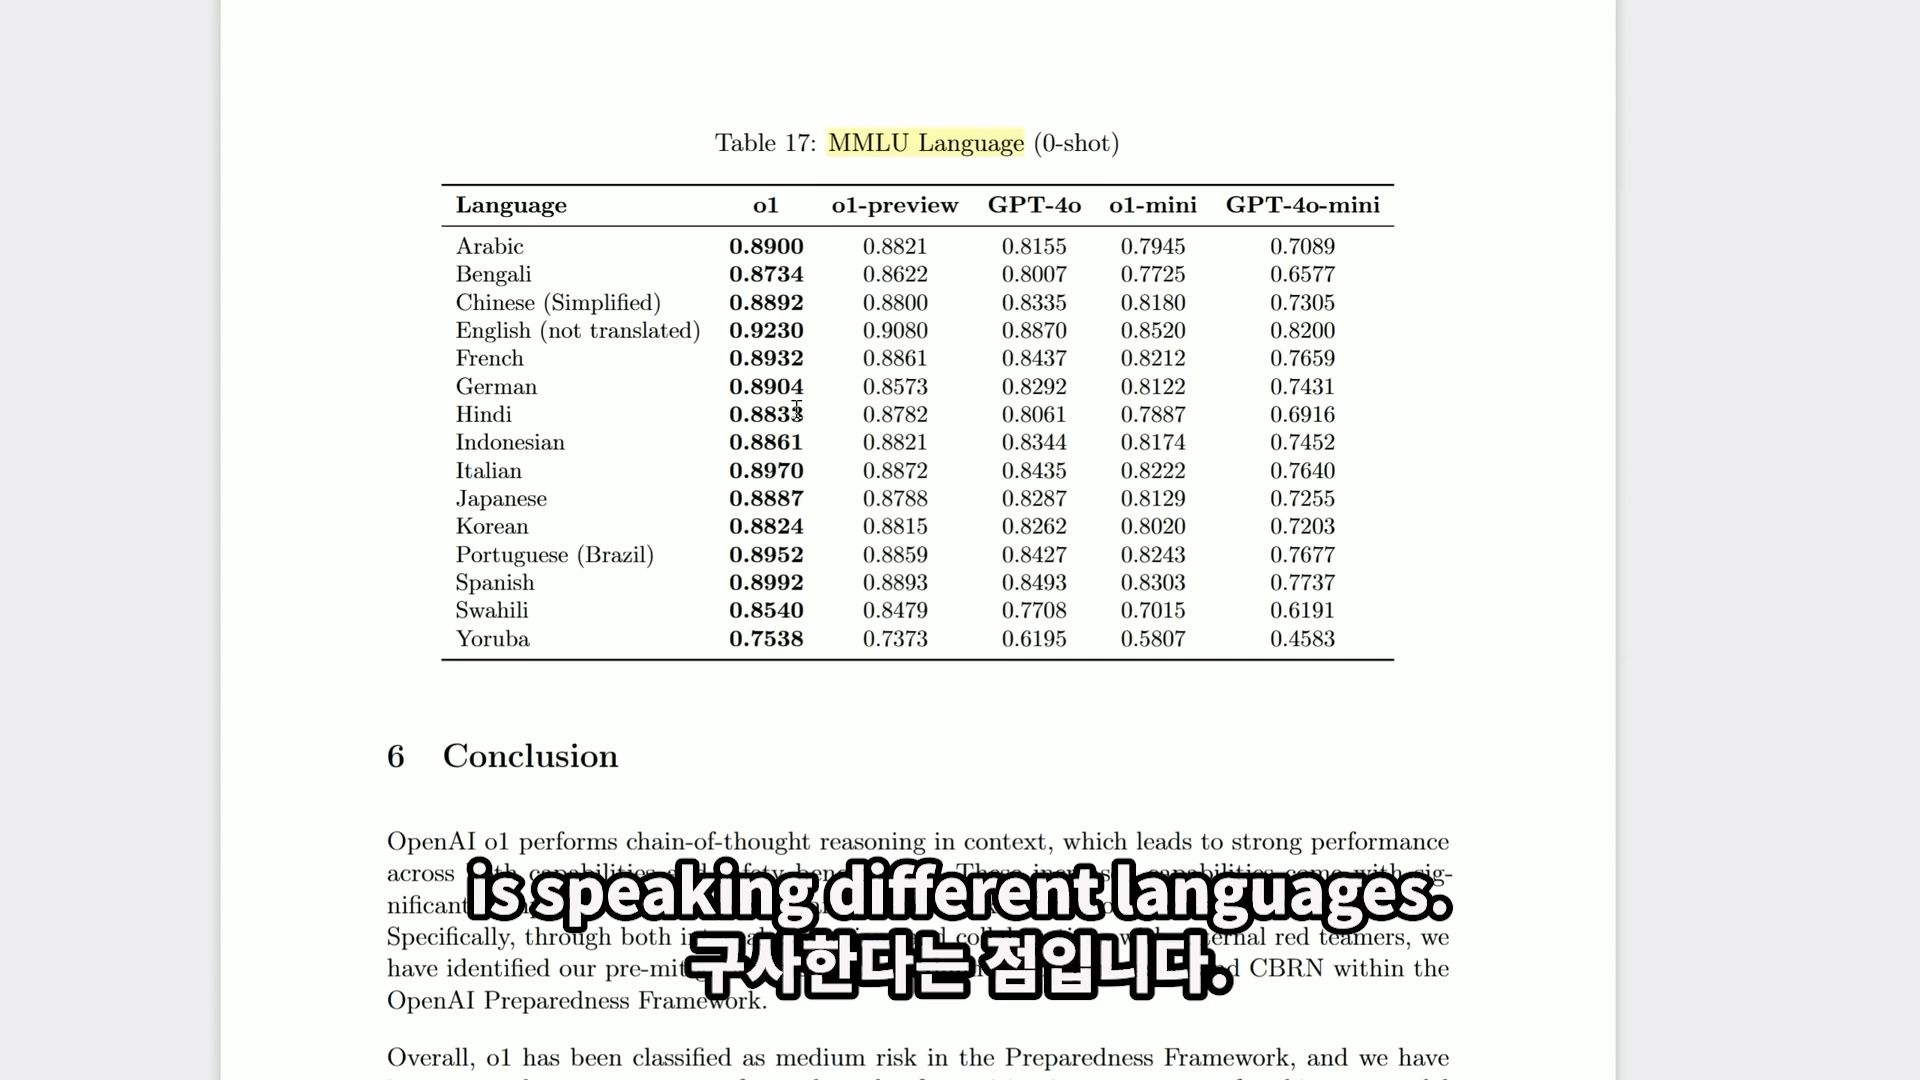 Table 17: MMLU Language (0-shot)
Language o1 o1-preview GPT-4o o1-mini GPT-4o-mini
Arabic 0.8900 0.8821 0.8155 0.7945 0.7089
Bengali 0.8734 0.8622 0.8007 0.7725 0.6577
Chinese (Simplified) 0.8892 0.8800 0.8335 0.8180 0.7305
English (not translated) 0.9230 0.9080 0.8870 0.8520 0.8200
French 0.8932 0.8861 0.8437 0.8212 0.7659
German 0.8904 0.8573 0.8292 0.8122 0.7431
Hindi 0.8833 0.8782 0.8061 0.7887 0.6916
Indonesian 0.8861 0.8821 0.8344 0.8174 0.7452
Italian 0.8970 0.8872 0.8435 0.8222 0.7640
Japanese 0.8887 0.8788 0.8287 0.8129 0.7255
Korean 0.8824 0.8815 0.8262 0.8020 0.7203
Portuguese (Brazil) 0.8952 0.8859 0.8427 0.8243 0.7677
Spanish 0.8992 0.8893 0.8493 0.8303 0.7737
Swahili 0.8540 0.8479 0.7708 0.7015 0.6191
Yoruba 0.7538 0.7373 0.6195 0.5807 0.4583
6 Conclusion
OpenAI o1 performs chain-of-thought reasoning in context, which leads to strong performance
across both capabilities and safety These increased capabilities come with sig-
is speaking different languages.
nificant
Specifically, through both red teamers, we
구사한다는 점입니다.
have identified our CBRN within the
OpenAI Preparedness Framework.
Overall, o1 has been classified as medium risk in the Preparedness Framework, and we have